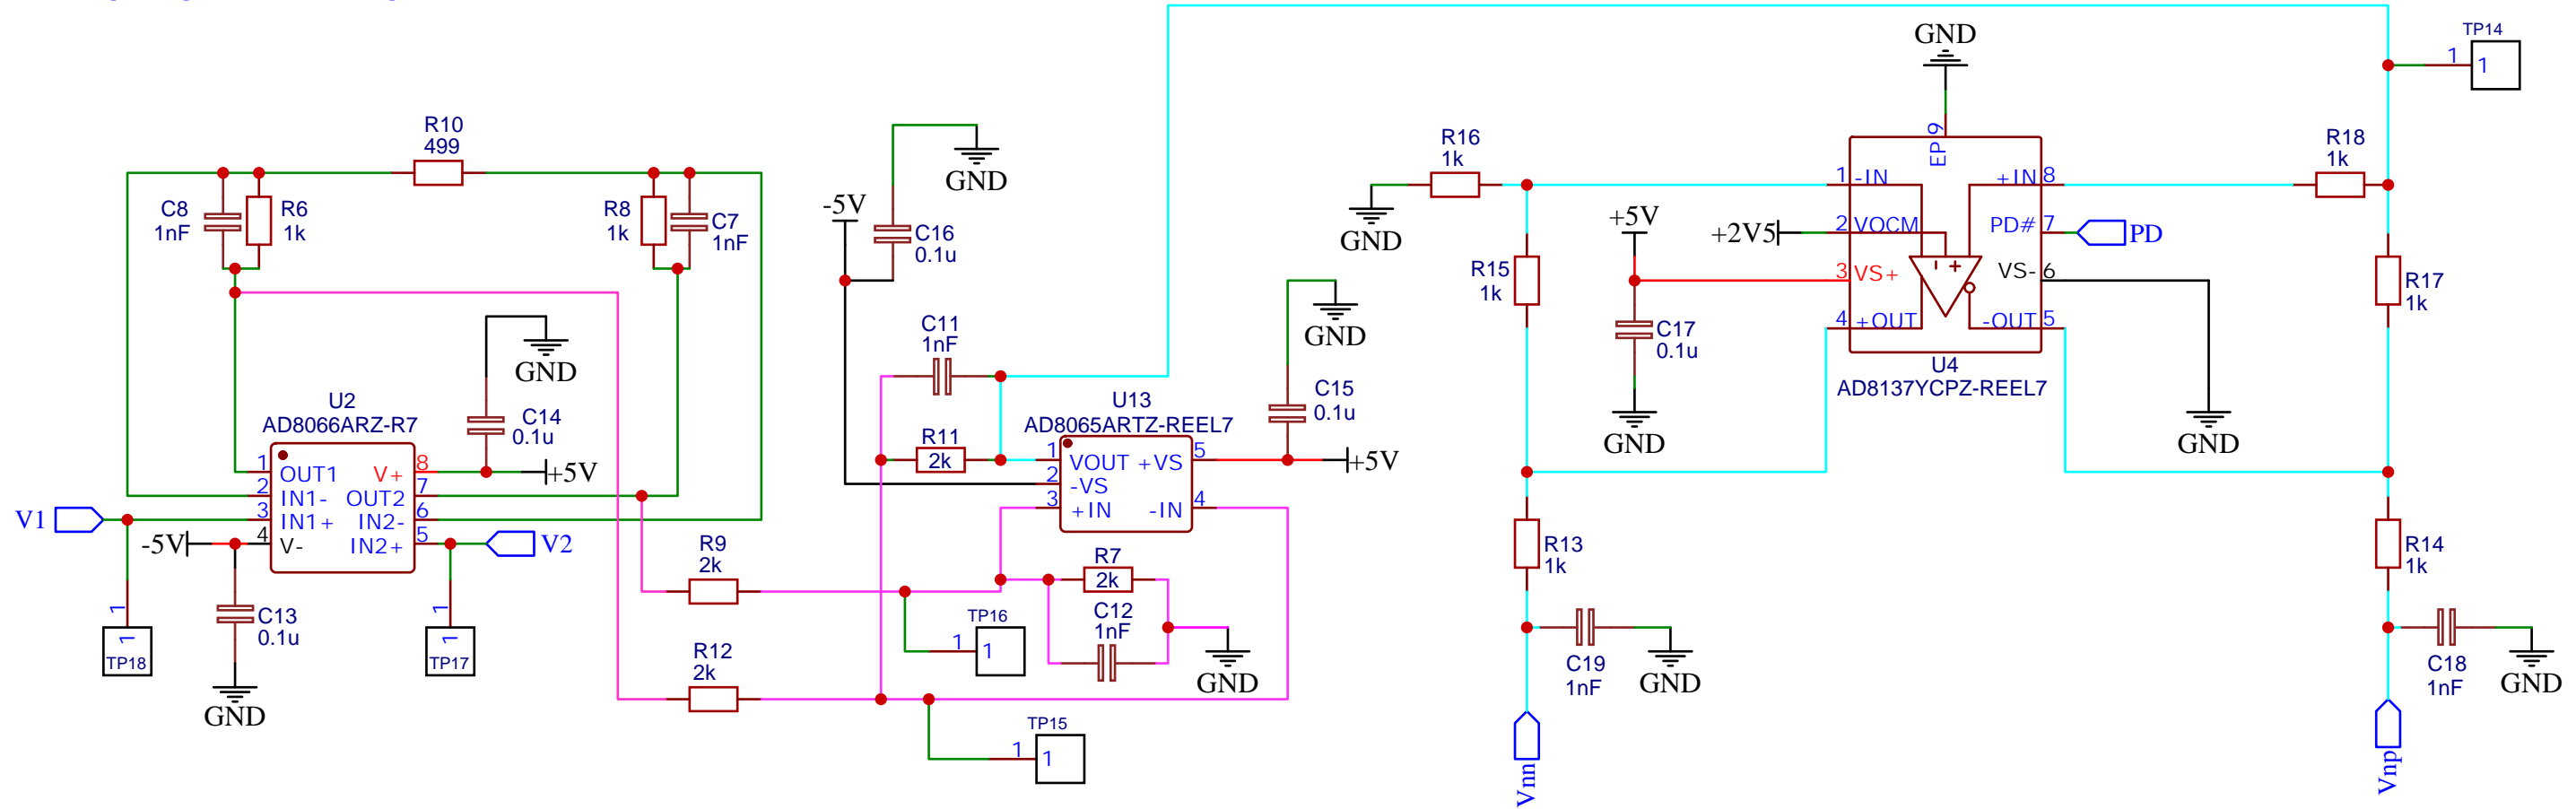 R10
499
C8
1nF
R6
1k
R8
1k
C7
1nF
GND
U2
AD8066ARZ-R7
C14
0.1u
+5V
1
2
3
4
OUT1
IN1-
IN1+
V-
V+
OUT2
IN2-
IN2+
8
7
6
5
V1
-5V
V2
1
1
TP18
1
1
TP17
C13
0.1u
GND
R9
2k
R12
2k
GND
-5V
C16
0.1u
C11
1nF
R11
2k
U13
AD8065ARTZ-REEL7
1
2
3
VOUT
-VS
+IN
+VS
-IN
5
4
GND
C15
0.1u
+5V
R7
2k
C12
1nF
GND
TP16
1
1
TP15
1
1
R16
1k
GND
R15
1k
+5V
+2V5
C17
0.1u
GND
GND
EP
9
1
2
3
4
-IN
VOCM
VS+
+OUT
+IN
PD#
VS-
-OUT
8
7
6
5
U4
AD8137YCPZ-REEL7
PD
GND
R18
1k
R17
1k
TP14
1
1
R13
1k
C19
1nF
GND
Vnn
R14
1k
C18
1nF
GND
Vnp